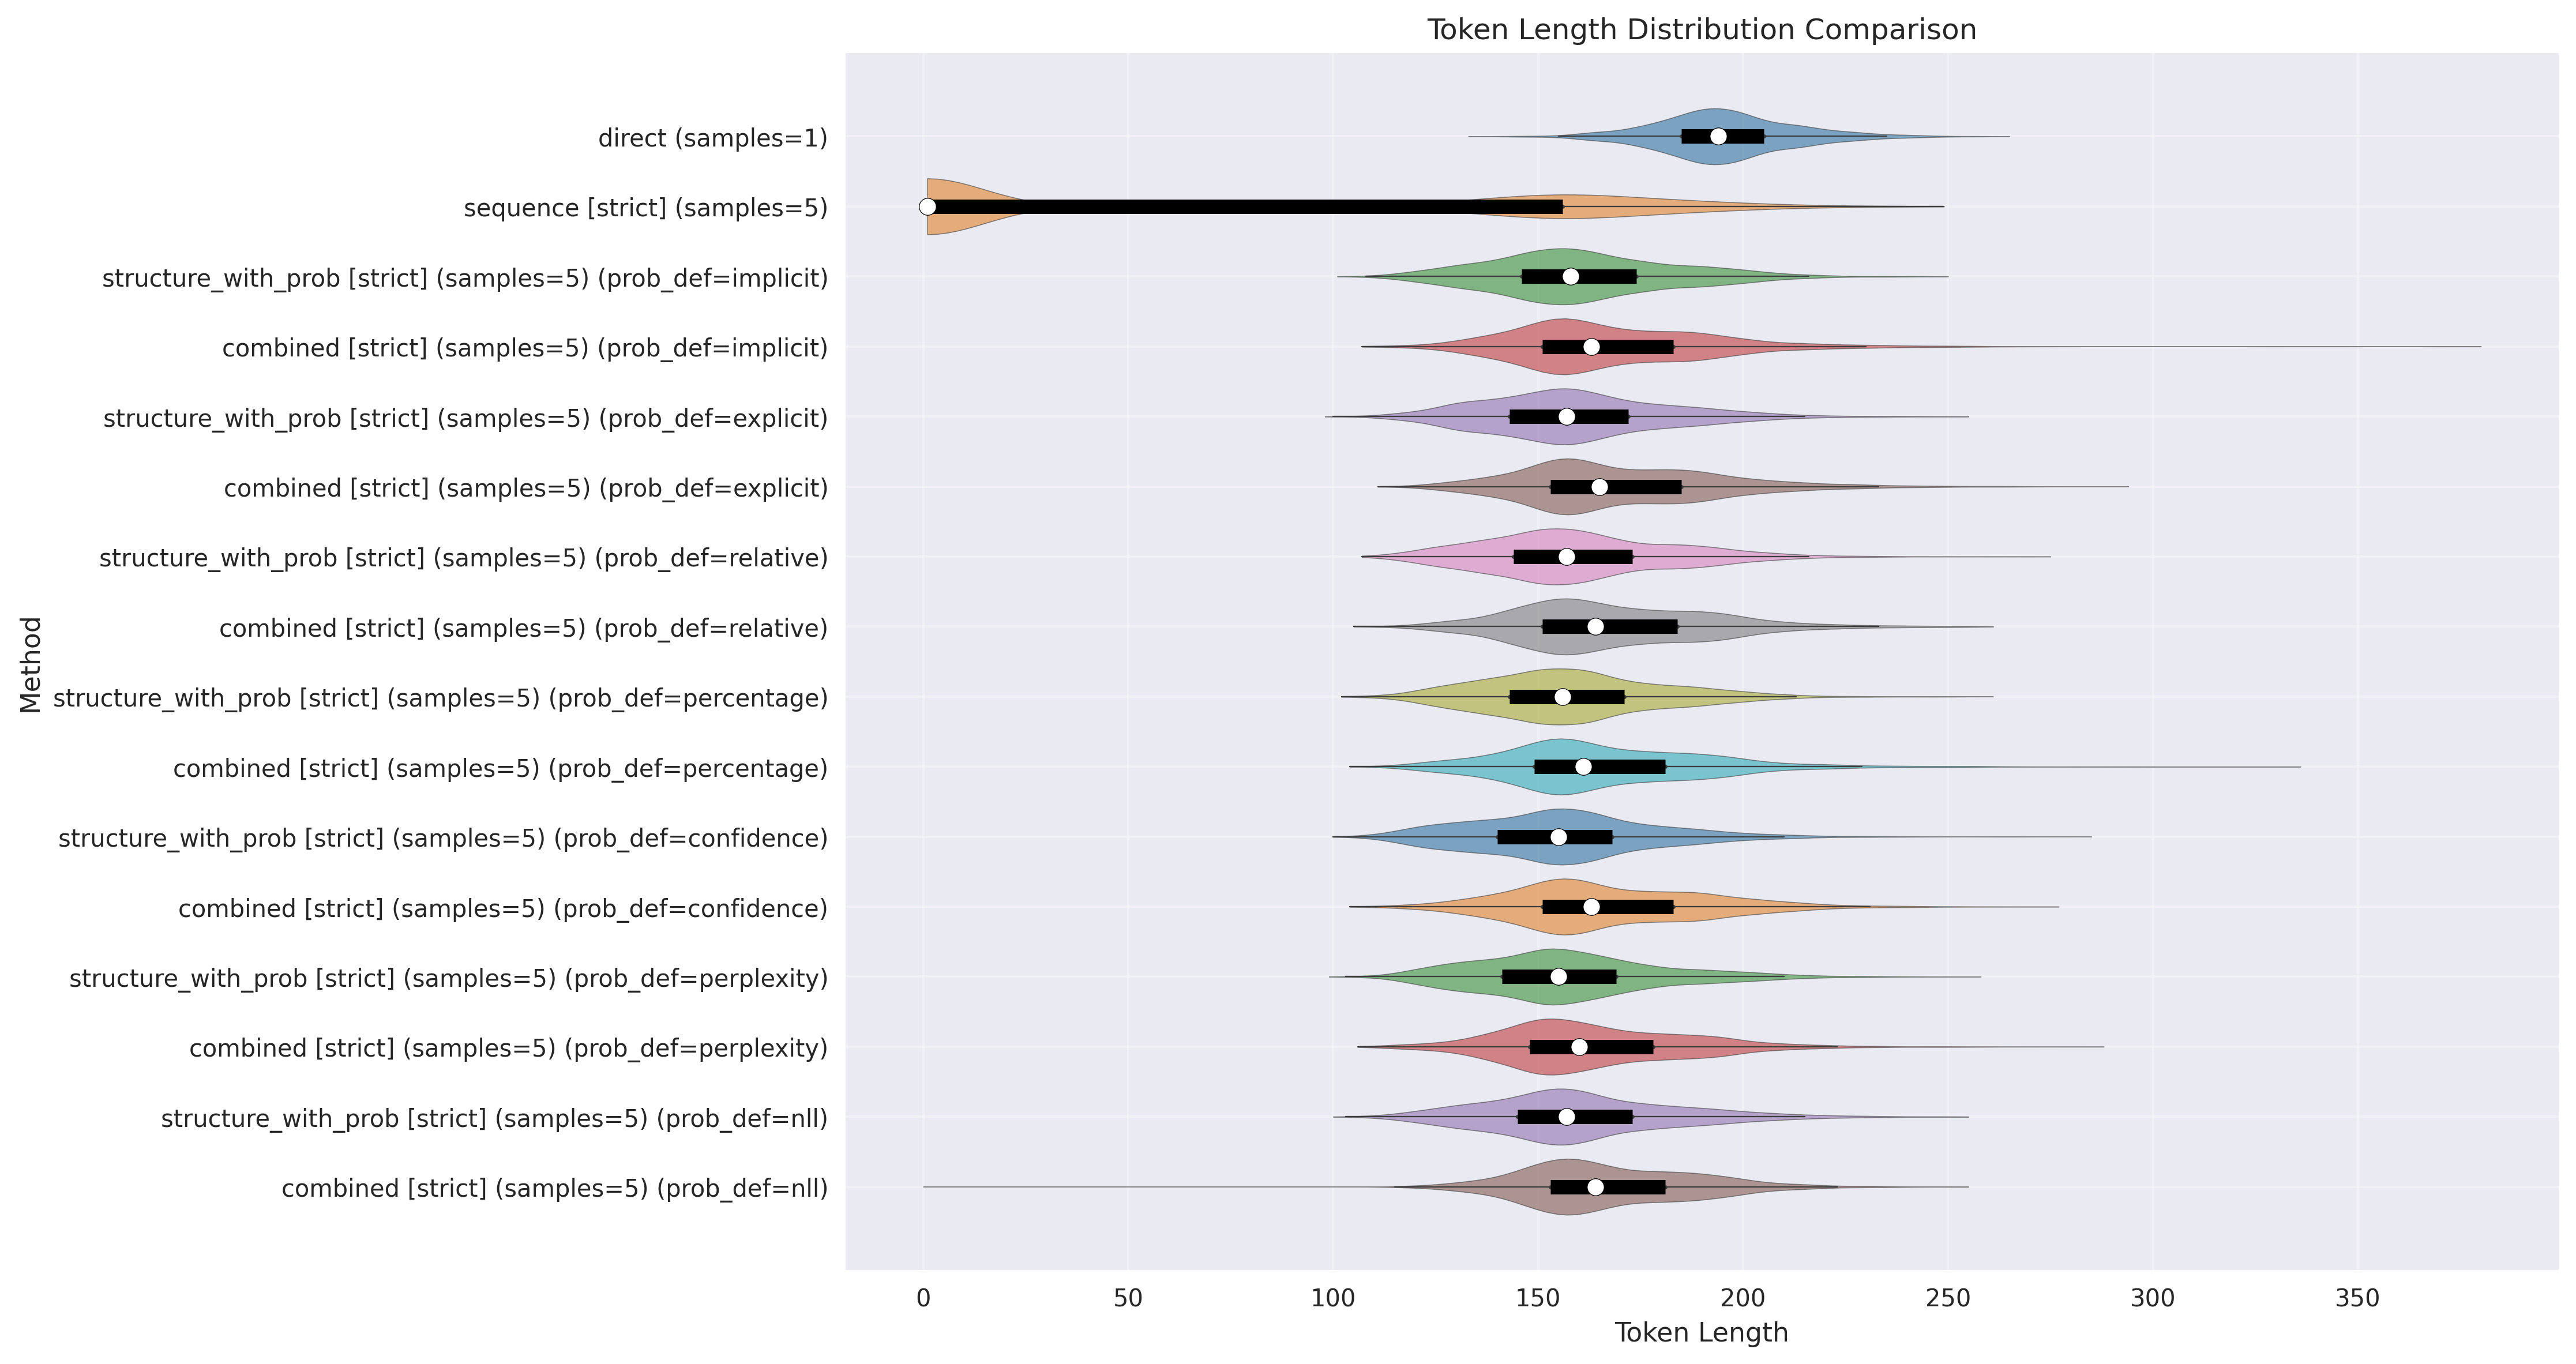 Token Length Distribution Comparison
direct (samples=1)
sequence [strict] (samples=5)
structure_with_prob [strict] (samples=5) (prob_def=implicit)
combined [strict] (samples=5) (prob_def=implicit)
structure_with_prob [strict] (samples=5) (prob_def=explicit)
combined [strict] (samples=5) (prob_def=explicit)
structure_with_prob [strict] (samples=5) (prob_def=relative)
combined [strict] (samples=5) (prob_def=relative)
structure_with_prob [strict] (samples=5) (prob_def=percentage)
combined [strict] (samples=5) (prob_def=percentage)
structure_with_prob [strict] (samples=5) (prob_def=confidence)
combined [strict] (samples=5) (prob_def=confidence)
structure_with_prob [strict] (samples=5) (prob_def=perplexity)
combined [strict] (samples=5) (prob_def=perplexity)
structure_with_prob [strict] (samples=5) (prob_def=nll)
combined [strict] (samples=5) (prob_def=nll)
Method
0 50 100 150 200 250 300 350
Token Length